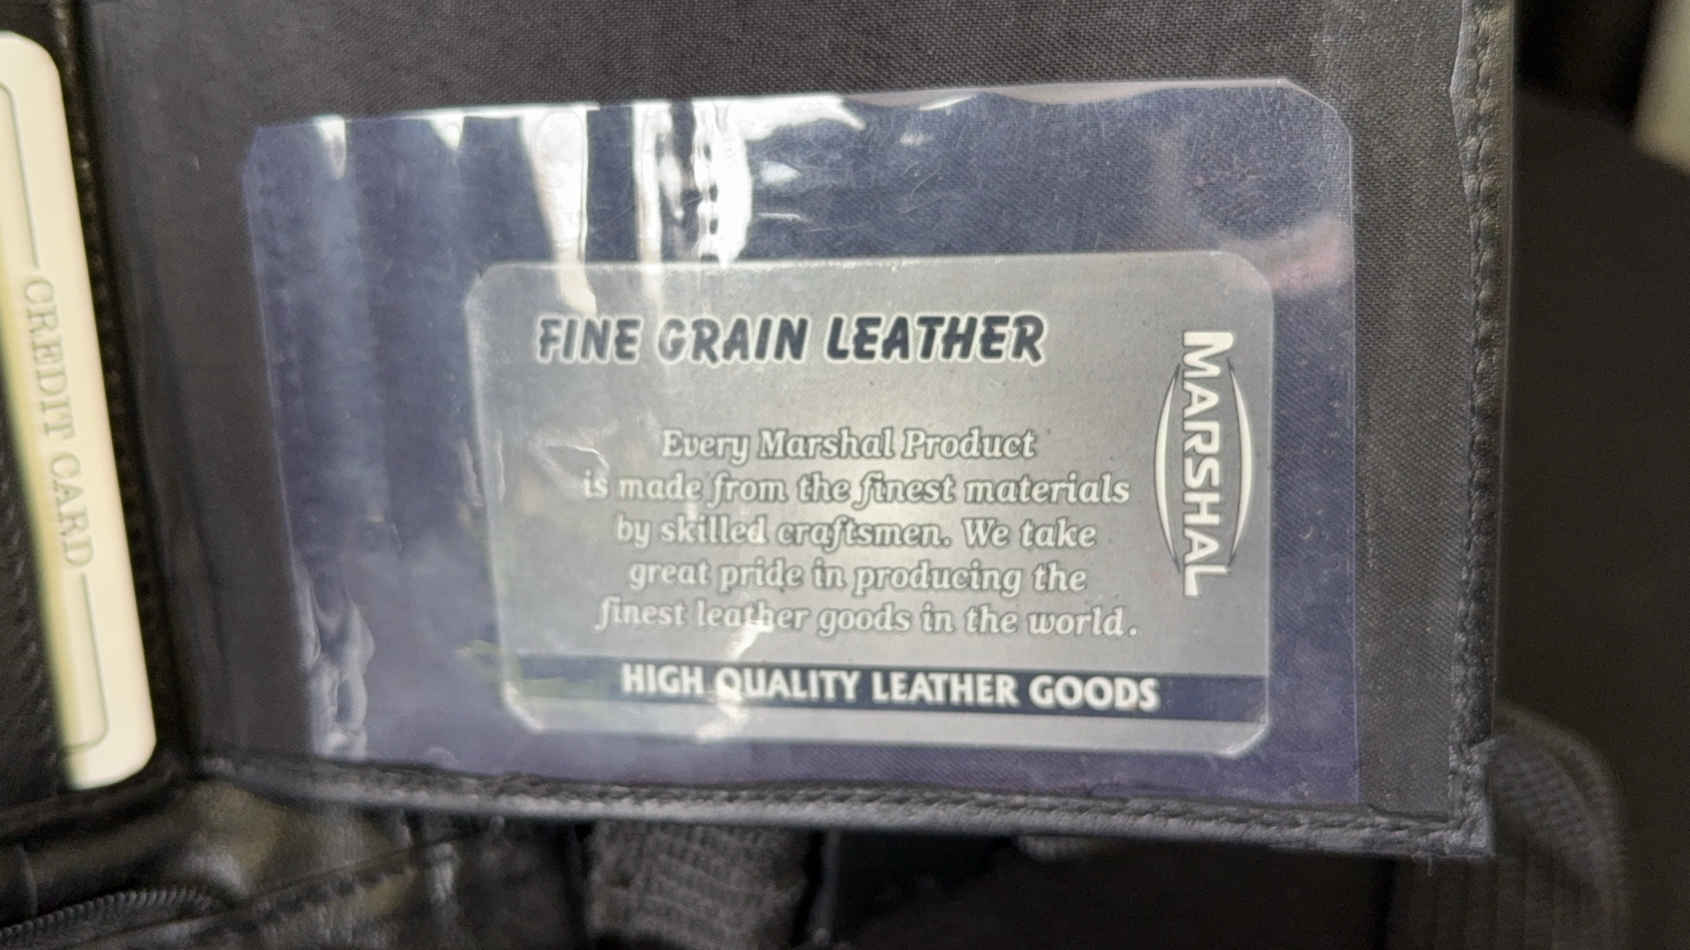 CREDIT CARD
FINE GRAIN LEATHER
MARSHAL
Every Marshal Product
is made from the finest materials
by skilled craftsmen. We take
great pride in producing the
finest leather goods in the world.
HIGH QUALITY LEATHER GOODS